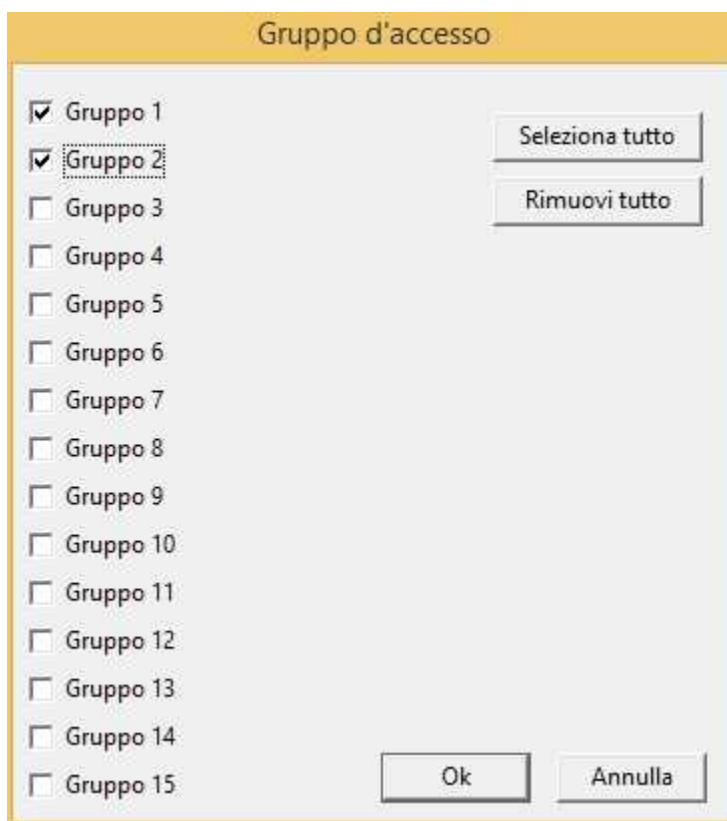 Gruppo d'accesso
Gruppo 1
Gruppo 2
Gruppo 3
Gruppo 4
Gruppo 5
Gruppo 6
Gruppo 7
Gruppo 8
Gruppo 9
Gruppo 10
Gruppo 11
Gruppo 12
Gruppo 13
Gruppo 14
Gruppo 15
Seleziona tutto
Rimuovi tutto
Ok
Annulla